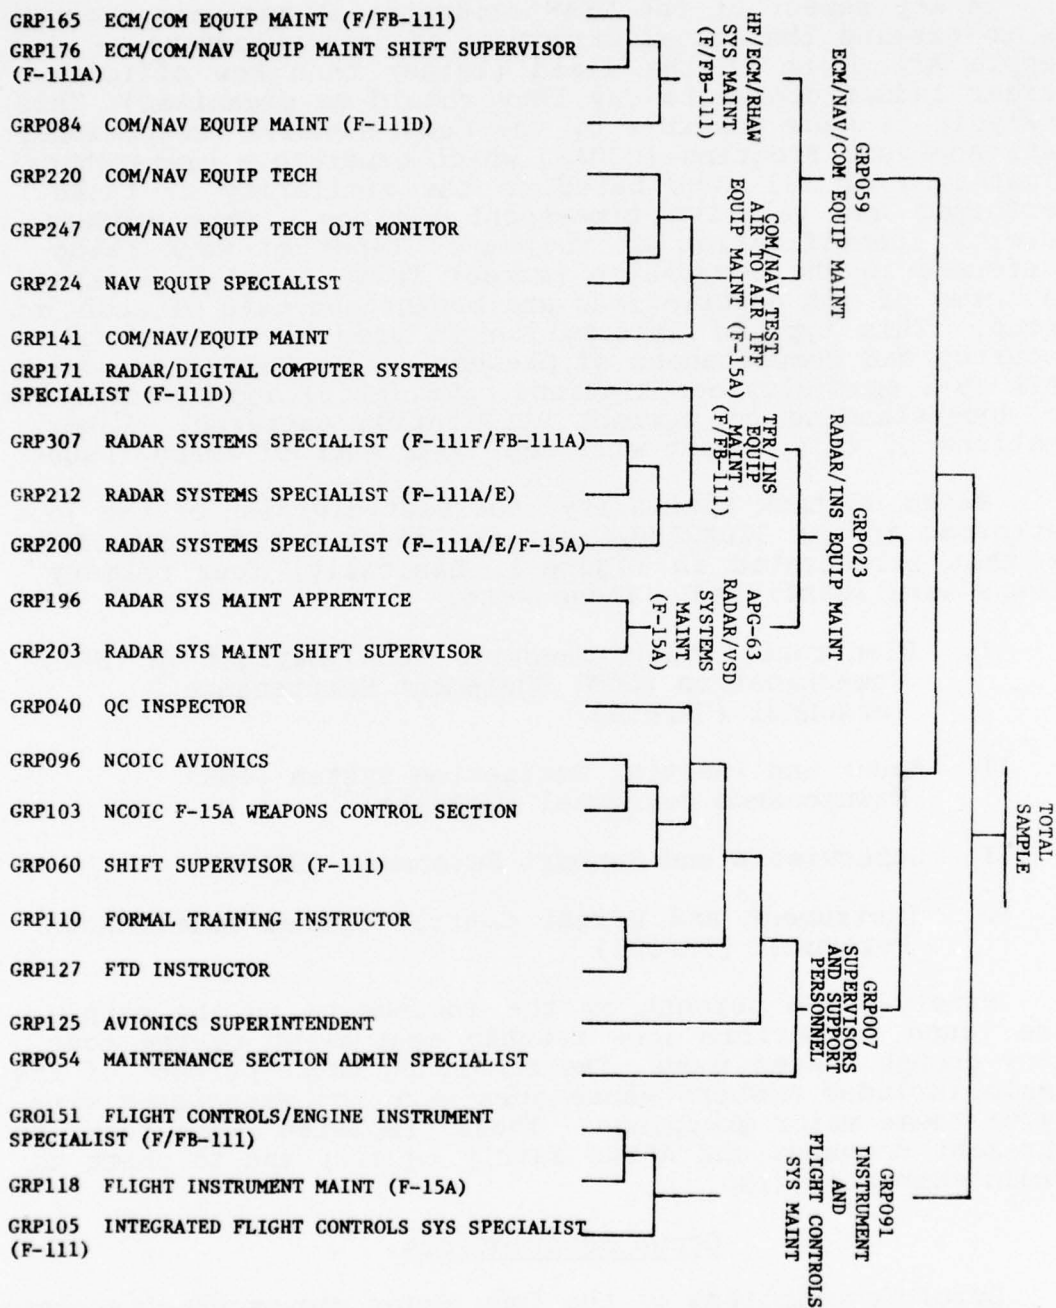 GRP165 ECM/COM EQUIP MAINT (F/FB-111)
GRP176 ECM/COM/NAV EQUIP MAINT SHIFT SUPERVISOR
(F-111A)
GRP084 COM/NAV EQUIP MAINT (F-111D)
GRP220 COM/NAV EQUIP TECH
GRP247 COM/NAV EQUIP TECH OJT MONITOR
GRP224 NAV EQUIP SPECIALIST
GRP141 COM/NAV/EQUIP MAINT
GRP171 RADAR/DIGITAL COMPUTER SYSTEMS
SPECIALIST (F-111D)
GRP307 RADAR SYSTEMS SPECIALIST (F-111F/FB-111A)
GRP212 RADAR SYSTEMS SPECIALIST (F-111A/E)
GRP200 RADAR SYSTEMS SPECIALIST (F-111A/E/F-15A)
GRP196 RADAR SYS MAINT APPRENTICE
GRP203 RADAR SYS MAINT SHIFT SUPERVISOR
GRP040 QC INSPECTOR
GRP096 NCOIC AVIONICS
GRP103 NCOIC F-15A WEAPONS CONTROL SECTION
GRP060 SHIFT SUPERVISOR (F-111)
GRP110 FORMAL TRAINING INSTRUCTOR
GRP127 FTD INSTRUCTOR
GRP125 AVIONICS SUPERINTENDENT
GRP054 MAINTENANCE SECTION ADMIN SPECIALIST
GRO151 FLIGHT CONTROLS/ENGINE INSTRUMENT
SPECIALIST (F/FB-111)
GRP118 FLIGHT INSTRUMENT MAINT (F-15A)
GRP105 INTEGRATED FLIGHT CONTROLS SYS SPECIALIST
(F-111)
HF/ECM/RHAW
SYS MAINT
(F/FB-111)
COM/NAV TEST
AIR TO AIR IFF
EQUIP MAINT (F-15A)
TFR/INS
EQUIP
MAINT
(F/FB-111)
APG-63
RADAR/VSD
SYSTEMS
MAINT
(F-15A)
GRP059
ECM/NAV/COM EQUIP MAINT
GRP023
RADAR/INS EQUIP MAINT
GRP007
SUPERVISORS
AND SUPPORT
PERSONNEL
GRP091
INSTRUMENT
AND
FLIGHT CONTROLS
SYS MAINT
TOTAL
SAMPLE